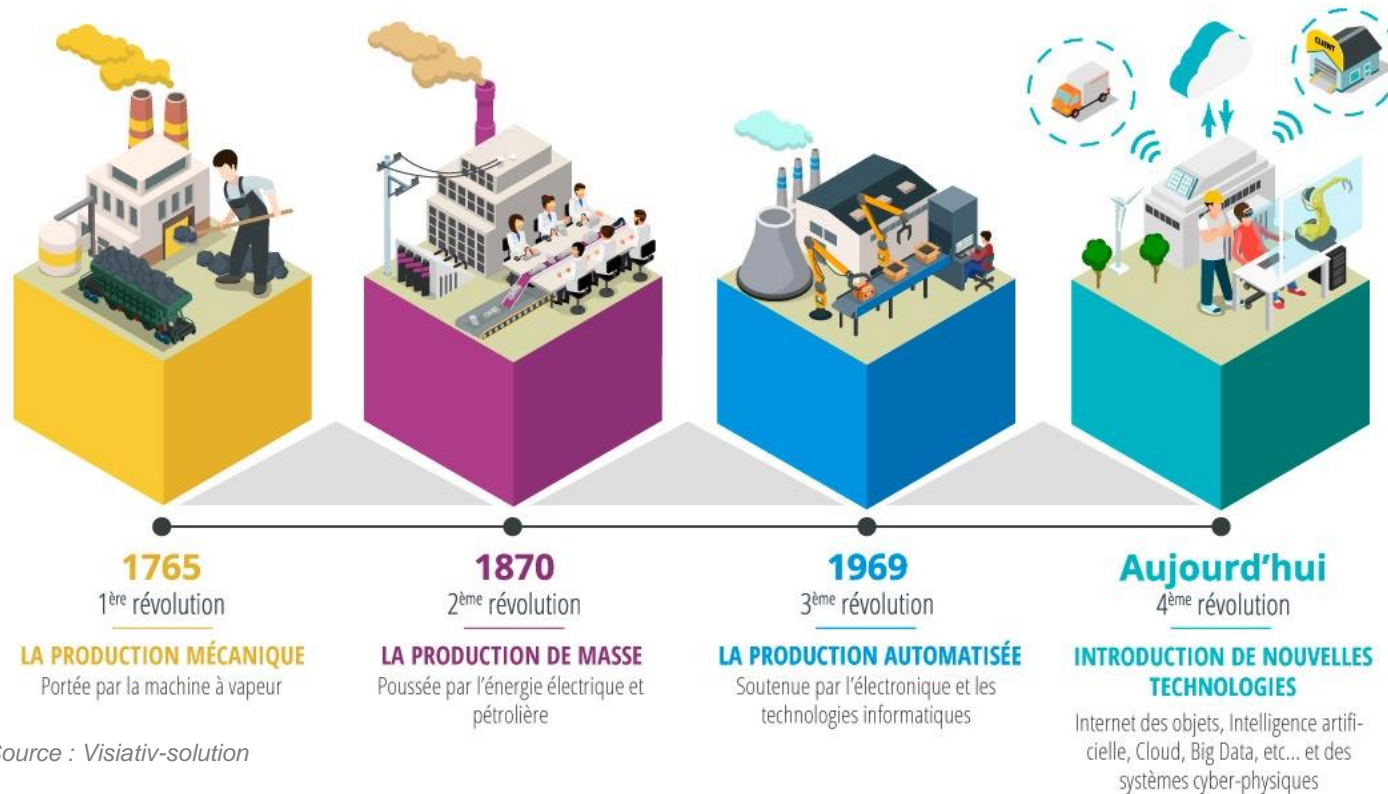 CLIENT
1765
1ère révolution
LA PRODUCTION MÉCANIQUE
Portée par la machine à vapeur
1870
2ème révolution
LA PRODUCTION DE MASSE
Poussée par l'énergie électrique et
pétrolière
1969
3ème révolution
LA PRODUCTION AUTOMATISÉE
Soutenue par l'électronique et les
technologies informatiques
Aujourd'hui
4ème révolution
INTRODUCTION DE NOUVELLES
TECHNOLOGIES
Internet des objets, Intelligence artifi-
cielle, Cloud, Big Data, etc... et des
systèmes cyber-physiques
Source : Visiativ-solution